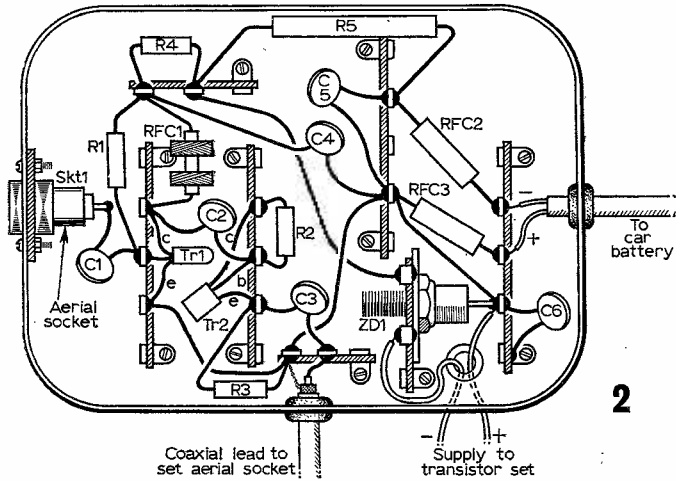 R4
R5
C
5
R1
RFC1
C4
RFC2
Skt1
RFC3
C2
c
c
R2
−
+
To
car
battery
C1
Tr1
e
b
e
Aerial
socket
Tr2
C3
ZD1
C6
R3
2
− +
Coaxial lead to
set aerial socket
Supply to
transistor set